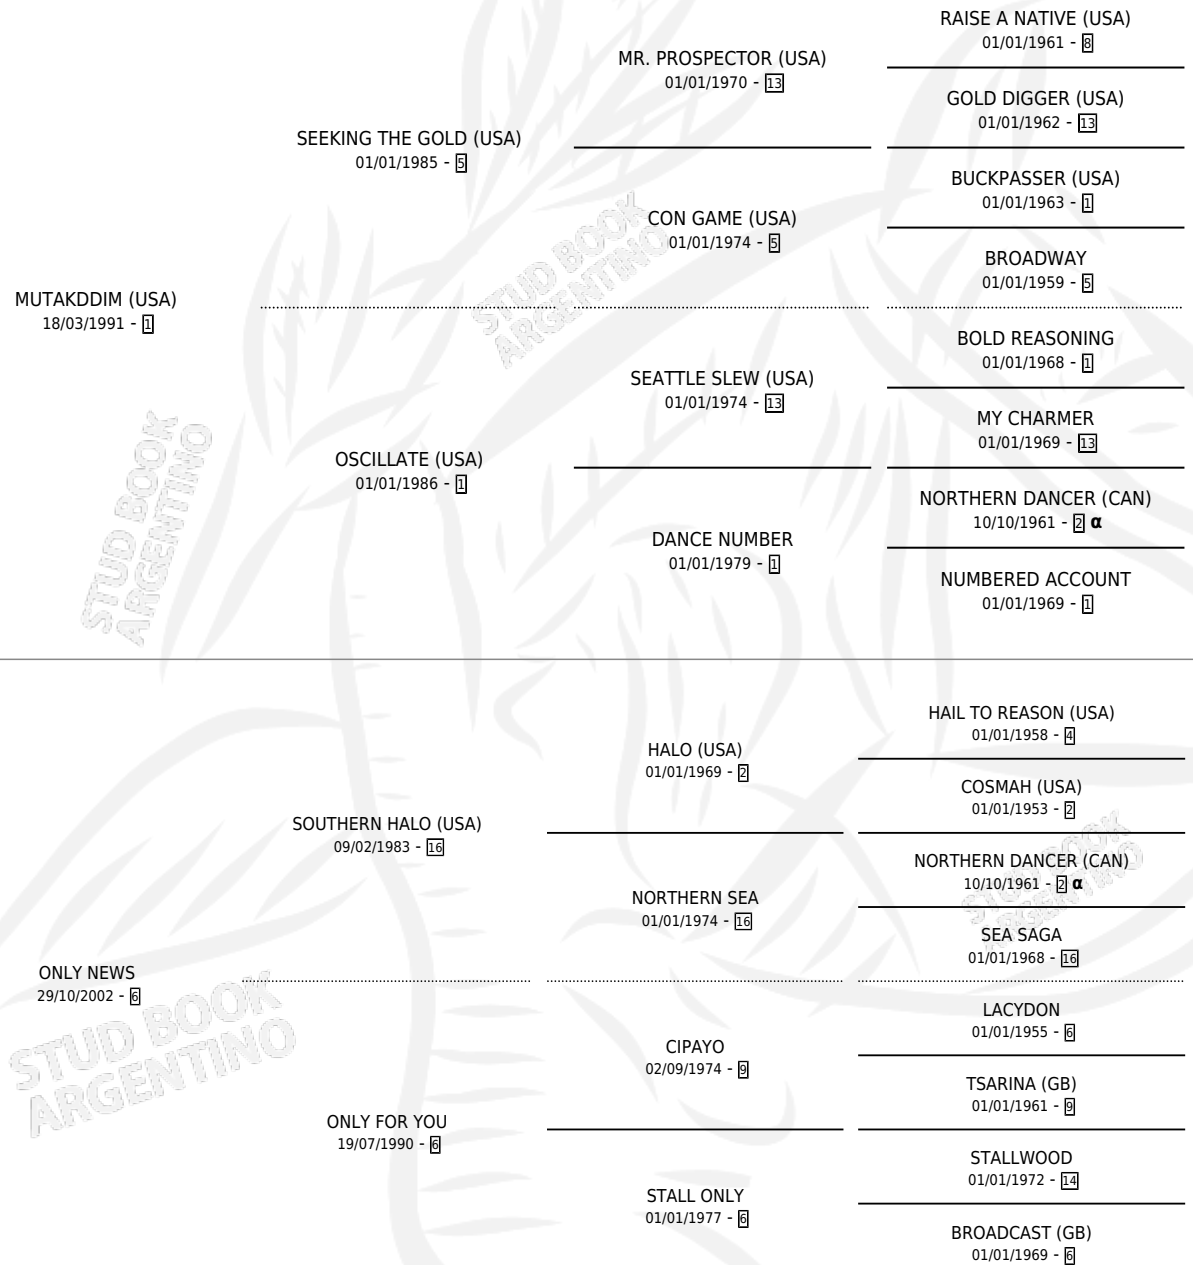 RAISE A NATIVE (USA)
01/01/1961 - 8
MR. PROSPECTOR (USA)
01/01/1970 - 13
GOLD DIGGER (USA)
01/01/1962 - 13
SEEKING THE GOLD (USA)
01/01/1985 - 5
BUCKPASSER (USA)
01/01/1963 - 1
CON GAME (USA)
01/01/1974 - 5
BROADWAY
01/01/1959 - 5
STUD BOOK
ARGENTINO
MUTAKDDIM (USA)
18/03/1991 - 1
BOLD REASONING
01/01/1968 - 1
SEATTLE SLEW (USA)
01/01/1974 - 13
MY CHARMER
01/01/1969 - 13
OSCILLATE (USA)
01/01/1986 - 1
NORTHERN DANCER (CAN)
10/10/1961 - 2 α
DANCE NUMBER
01/01/1979 - 1
NUMBERED ACCOUNT
01/01/1969 - 1
STUD BOOK
ARGENTINO
HAIL TO REASON (USA)
01/01/1958 - 4
HALO (USA)
01/01/1969 - 2
COSMAH (USA)
01/01/1953 - 2
SOUTHERN HALO (USA)
09/02/1983 - 16
NORTHERN DANCER (CAN)
10/10/1961 - 2 α
NORTHERN SEA
01/01/1974 - 16
SEA SAGA
01/01/1968 - 16
STUD BOOK
ARGENTINO
ONLY NEWS
29/10/2002 - 6
LACYDON
01/01/1955 - 6
CIPAYO
02/09/1974 - 9
TSARINA (GB)
01/01/1961 - 9
ONLY FOR YOU
19/07/1990 - 6
STALLWOOD
01/01/1972 - 14
STALL ONLY
01/01/1977 - 6
BROADCAST (GB)
01/01/1969 - 6
STUD BOOK
ARGENTINO